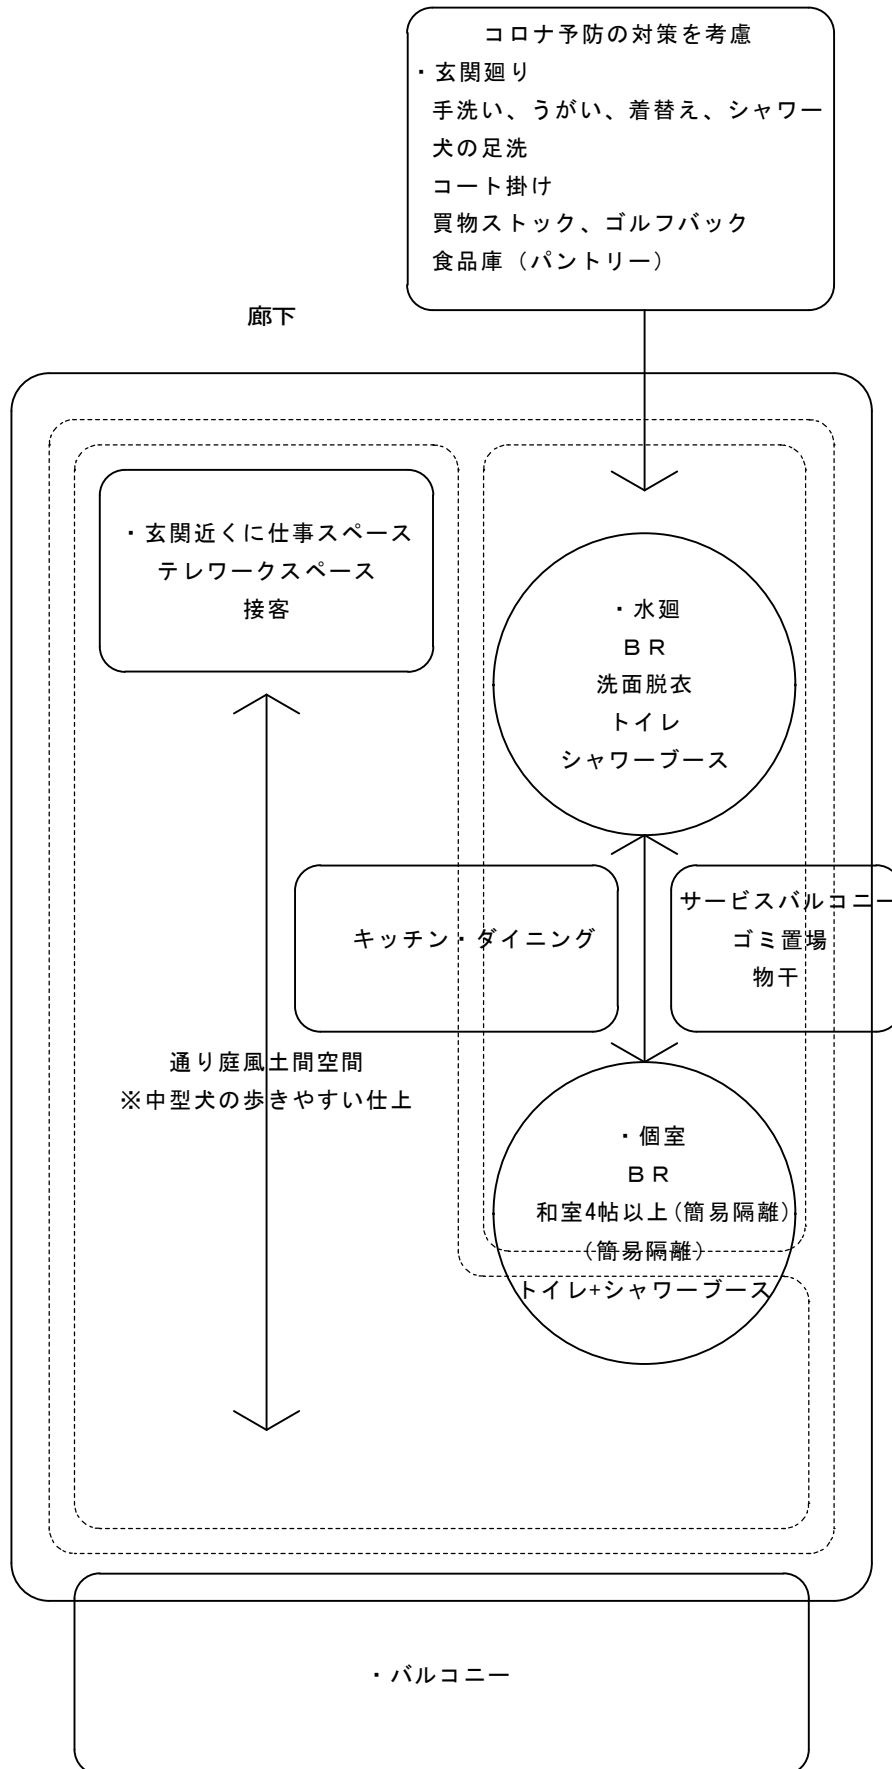 コロナ予防の対策を考慮
・玄関廻り
手洗い、うがい、着替え、シャワー
犬の足洗
コート掛け
買物ストック、ゴルフバック
食品庫（パントリー）
廊下
・玄関近くに仕事スペース
テレワークスペース
接客
・水廻
ＢＲ
洗面脱衣
トイレ
シャワーブース
キッチン・ダイニング
サービスバルコニー
ゴミ置場
物干
通り庭風土間空間
※中型犬の歩きやすい仕上
・個室
ＢＲ
和室4帖以上(簡易隔離)
(簡易隔離)
トイレ+シャワーブース
・バルコニー